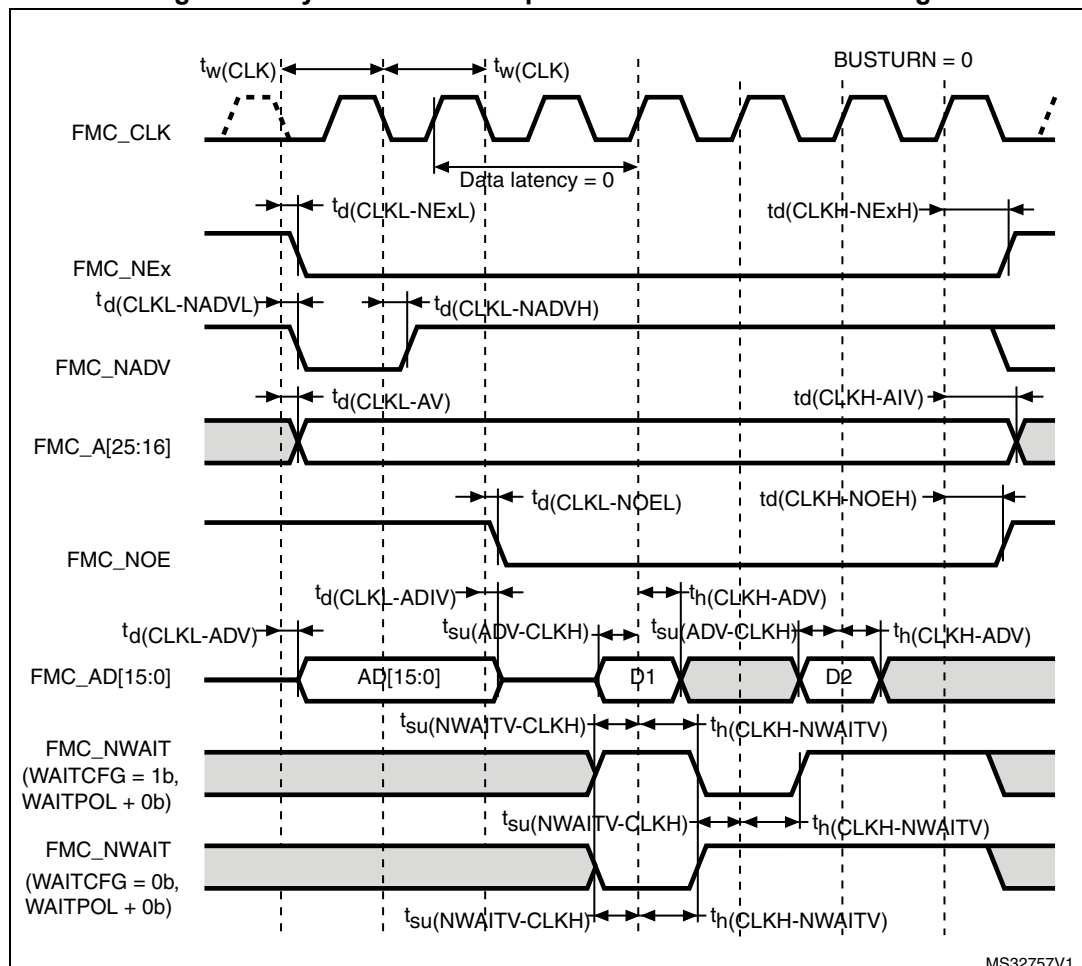 tw(CLK) tw(CLK) BUSTURN = 0
FMC_CLK
Data latency = 0
td(CLKL-NExL) td(CLKH-NExH)
FMC_NEx
td(CLKL-NADVL) td(CLKL-NADVH)
FMC_NADV
td(CLKL-AV) td(CLKH-AIV)
FMC_A[25:16]
td(CLKL-NOEL) td(CLKH-NOEH)
FMC_NOE
td(CLKL-ADIV) th(CLKH-ADV)
td(CLKL-ADV) tsu(ADV-CLKH) tsu(ADV-CLKH) th(CLKH-ADV)
FMC_AD[15:0] AD[15:0] D1 D2
tsu(NWAITV-CLKH) th(CLKH-NWAITV)
FMC_NWAIT
(WAITCFG = 1b,
WAITPOL + 0b)
tsu(NWAITV-CLKH) th(CLKH-NWAITV)
FMC_NWAIT
(WAITCFG = 0b,
WAITPOL + 0b)
tsu(NWAITV-CLKH) th(CLKH-NWAITV)
MS32757V1